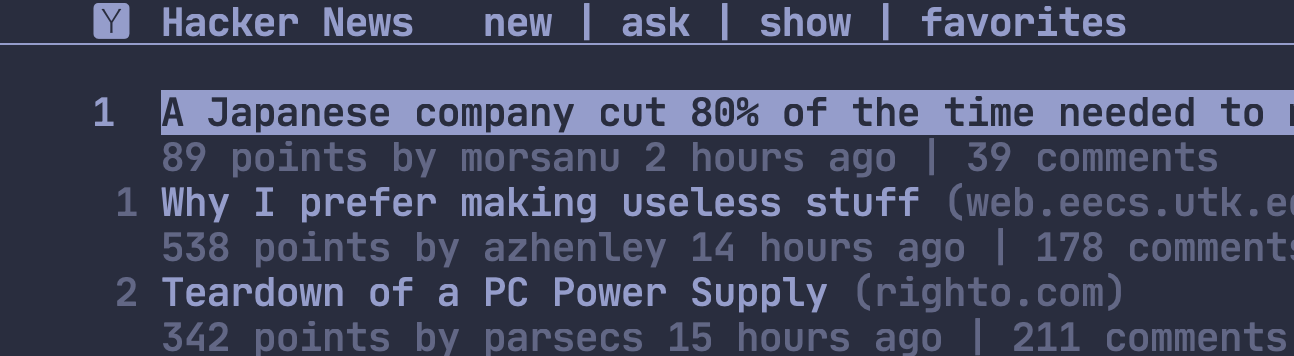 Y Hacker News new | ask | show | favorites
1 A Japanese company cut 80% of the time needed to
89 points by morsanu 2 hours ago | 39 comments
1 Why I prefer making useless stuff (web.eecs.utk.e
538 points by azhenley 14 hours ago | 178 comments
2 Teardown of a PC Power Supply (righto.com)
342 points by parsecs 15 hours ago | 211 comments